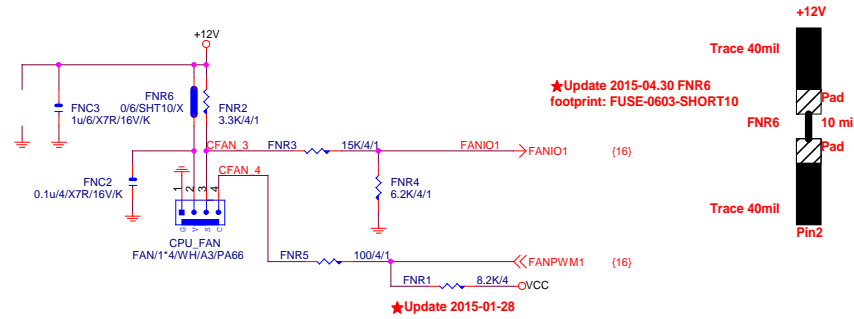 +12V
FNC3
1u/6/X7R/16V/K
FNR6
0/6/SHT10/X
FNR2
3.3K/4/1
CFAN_3
FNR3
15K/4/1
FANIO1
FANIO1
{16}
CFAN_4
FNC2
0.1u/4/X7R/16V/K
FNR4
6.2K/4/1
1
2
3
4
G
V
S
C
CPU_FAN
FAN/1*4/WH/A3/PA66
FNR5
100/4/1
FANPWM1
{16}
FNR1
8.2K/4
VCC
★Update 2015-01-28
★Update 2015-04.30 FNR6
footprint: FUSE-0603-SHORT10
+12V
Trace 40mil
Pad
FNR6
10 mi
Pad
Trace 40mil
Pin2